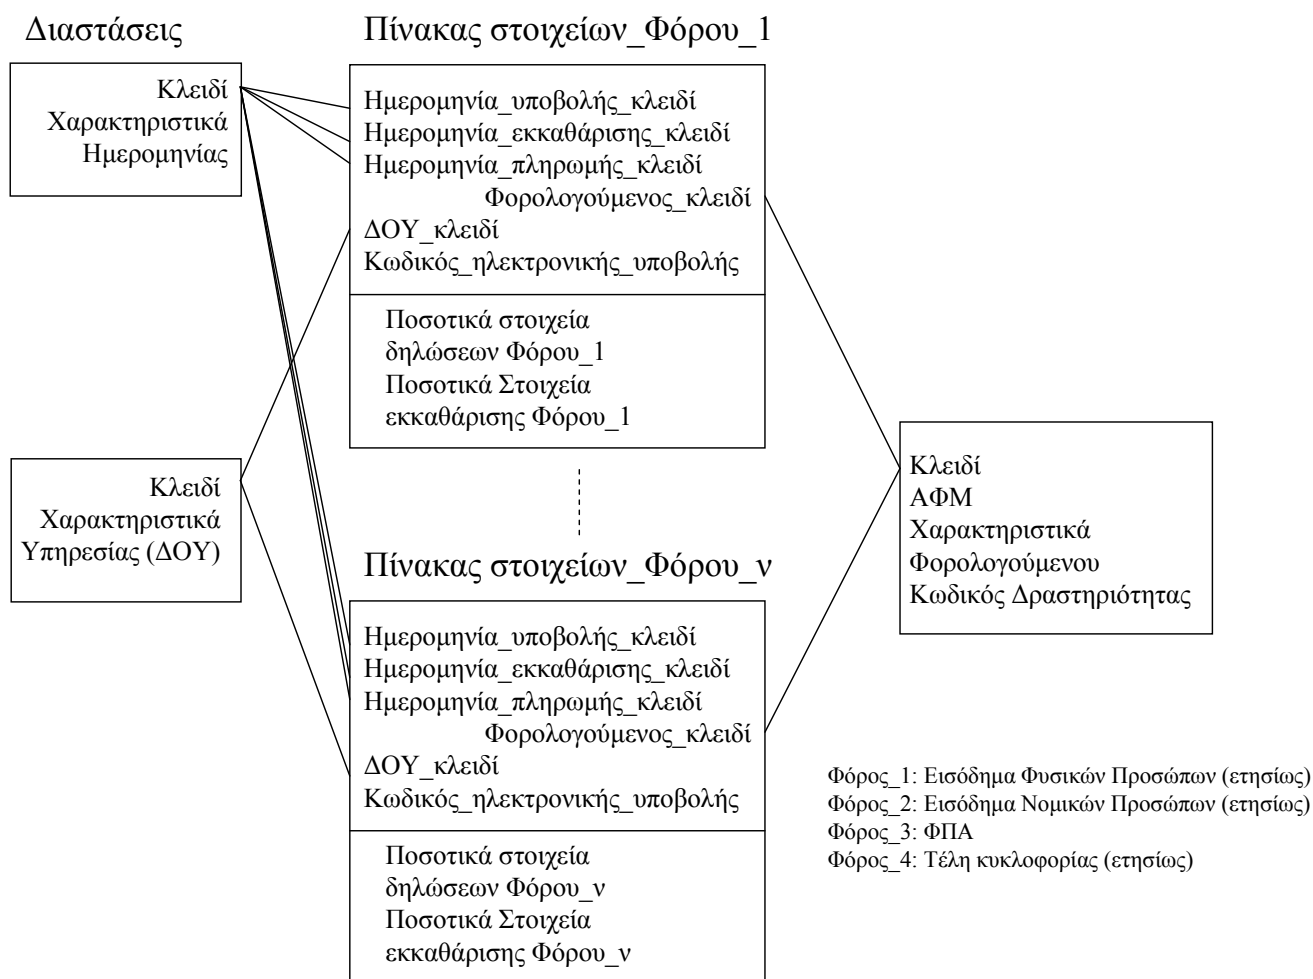 Διαστάσεις
Κλειδί
Χαρακτηριστικά
Ημερομηνίας
Κλειδί
Χαρακτηριστικά
Υπηρεσίας (ΔΟΥ)
Πίνακας στοιχείων_Φόρου_1
Ημερομηνία_υποβολής_κλειδί
Ημερομηνία_εκκαθάρισης_κλειδί
Ημερομηνία_πληρωμής_κλειδί
Φορολογούμενος_κλειδί
ΔΟΥ_κλειδί
Κωδικός_ηλεκτρονικής_υποβολής
Ποσοτικά στοιχεία
δηλώσεων Φόρου_1
Ποσοτικά Στοιχεία
εκκαθάρισης Φόρου_1
Πίνακας στοιχείων_Φόρου_ν
Ημερομηνία_υποβολής_κλειδί
Ημερομηνία_εκκαθάρισης_κλειδί
Ημερομηνία_πληρωμής_κλειδί
Φορολογούμενος_κλειδί
ΔΟΥ_κλειδί
Κωδικός_ηλεκτρονικής_υποβολής
Ποσοτικά στοιχεία
δηλώσεων Φόρου_ν
Ποσοτικά Στοιχεία
εκκαθάρισης Φόρου_ν
Κλειδί
ΑΦΜ
Χαρακτηριστικά
Φορολογούμενου
Κωδικός Δραστηριότητας
Φόρος_1: Εισόδημα Φυσικών Προσώπων (ετησίως)
Φόρος_2: Εισόδημα Νομικών Προσώπων (ετησίως)
Φόρος_3: ΦΠΑ
Φόρος_4: Τέλη κυκλοφορίας (ετησίως)